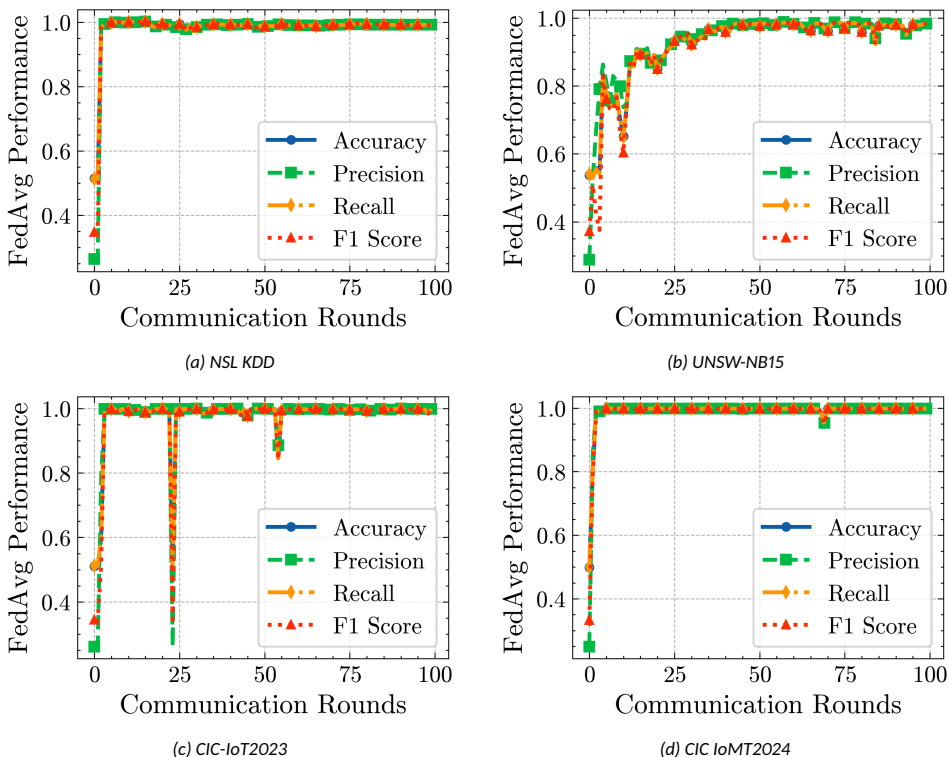 FedAvg Performance
1.0
0.8
0.6
0.4
Accuracy
Precision
Recall
F1 Score
0 25 50 75 100
Communication Rounds
(a) NSL KDD
FedAvg Performance
1.0
0.8
0.6
0.4
Accuracy
Precision
Recall
F1 Score
0 25 50 75 100
Communication Rounds
(b) UNSW-NB15
FedAvg Performance
1.0
0.8
0.6
0.4
Accuracy
Precision
Recall
F1 Score
0 25 50 75 100
Communication Rounds
(c) CIC-IoT2023
FedAvg Performance
1.0
0.8
0.6
0.4
Accuracy
Precision
Recall
F1 Score
0 25 50 75 100
Communication Rounds
(d) CIC IoMT2024